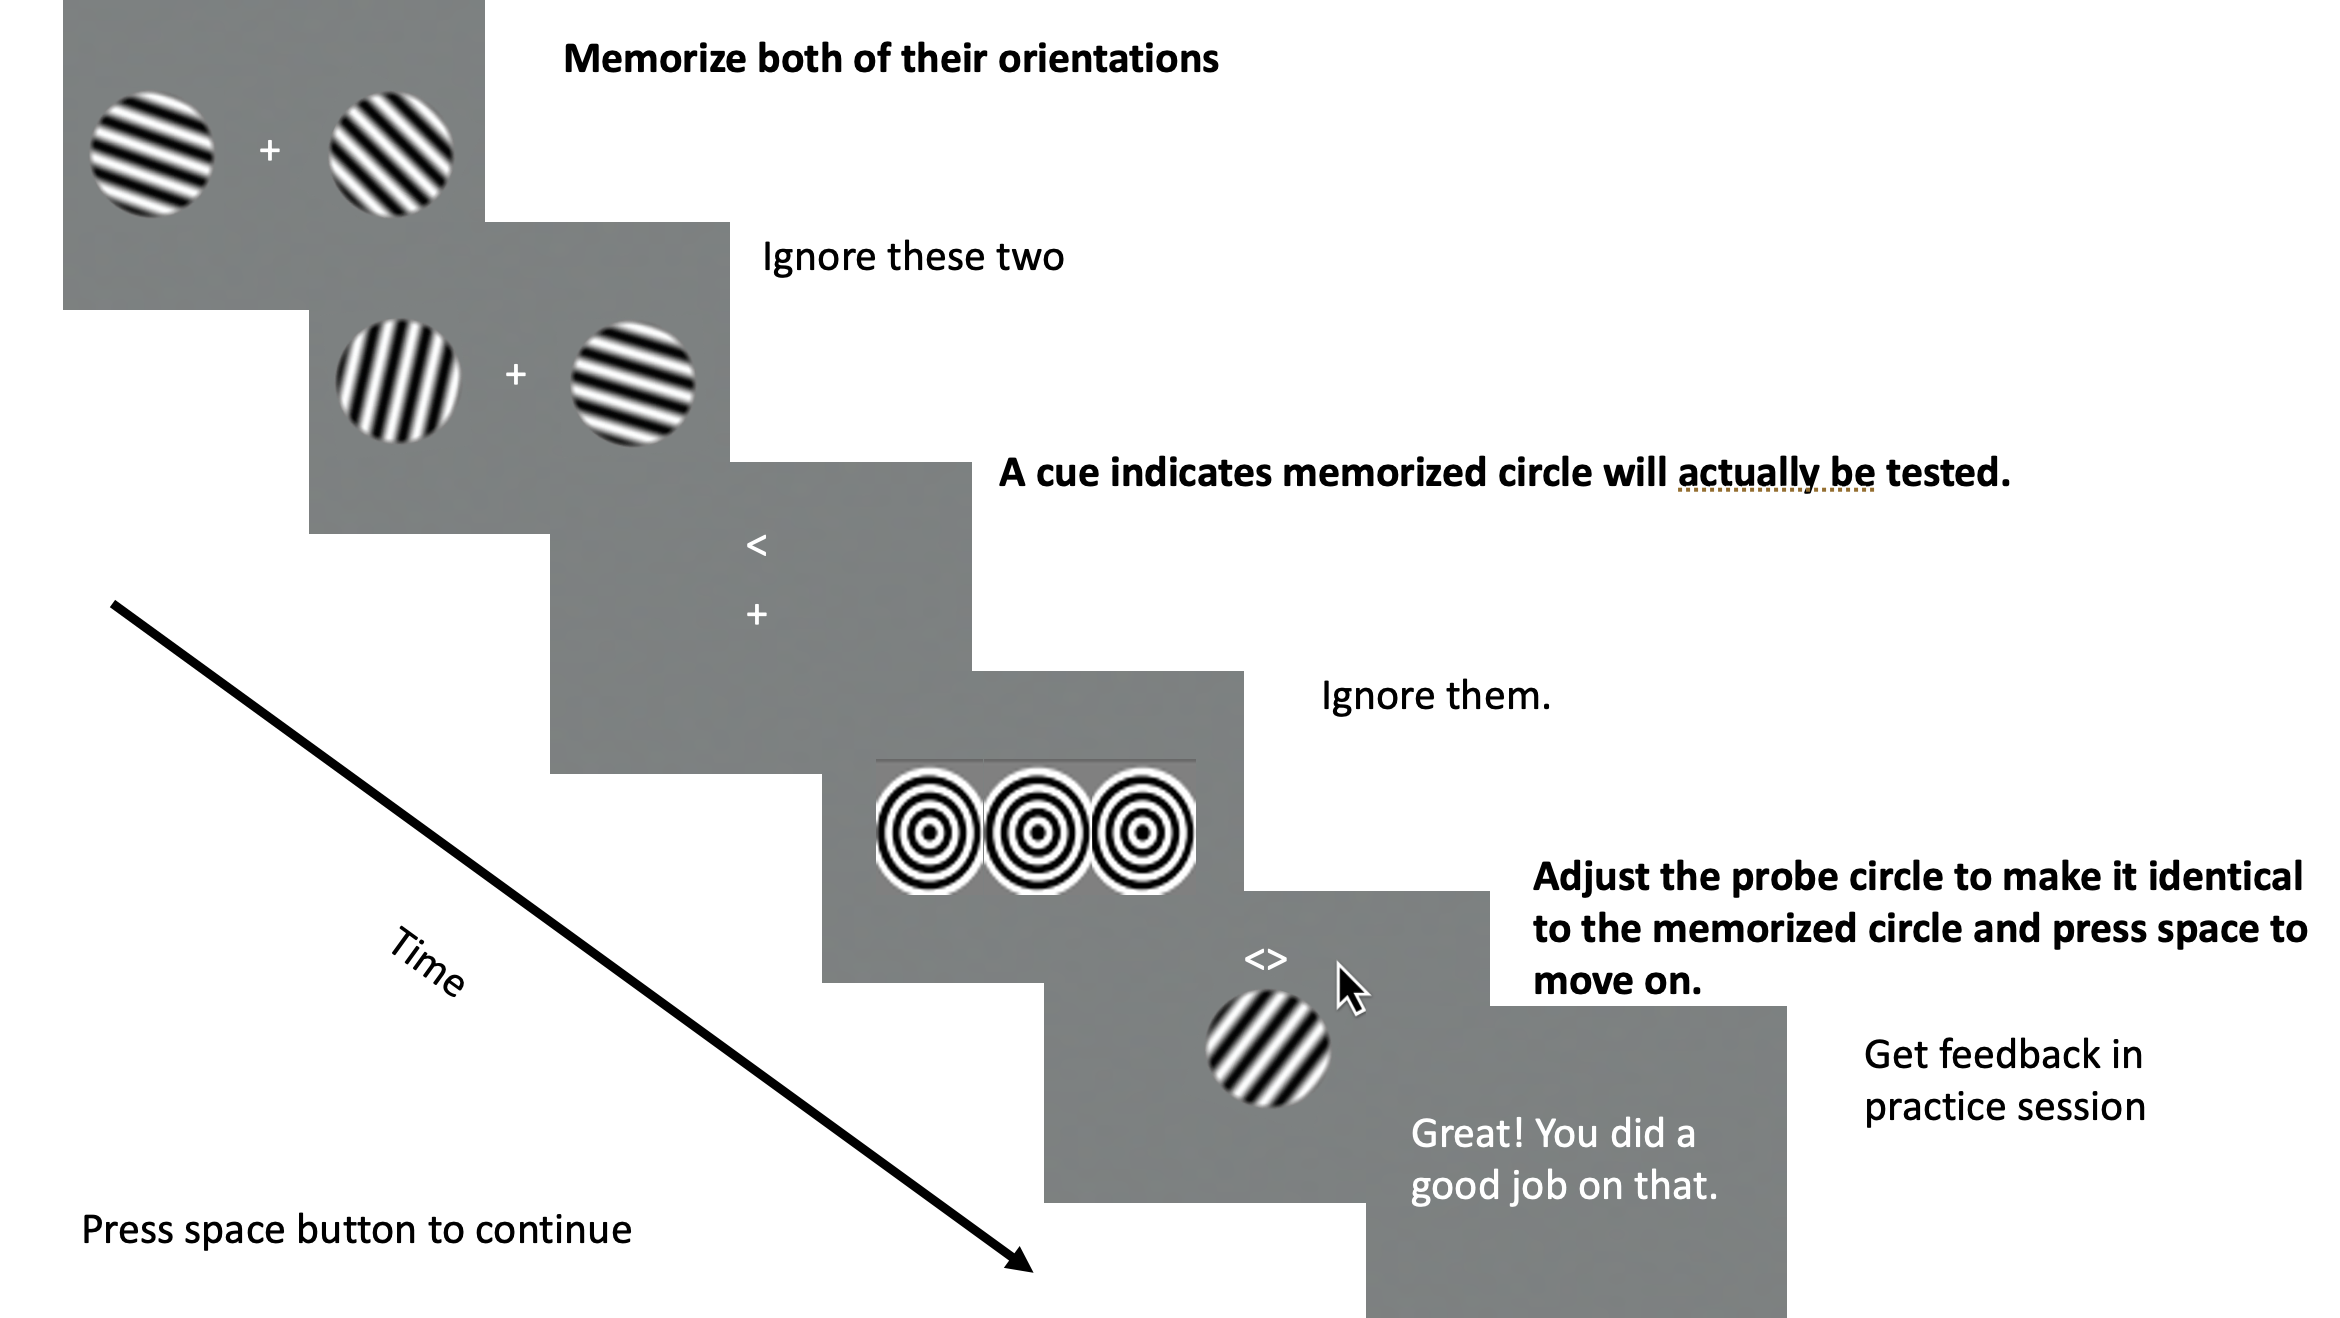 Memorize both of their orientations
+
Ignore these two
+
A cue indicates memorized circle will actually be tested.
<
+
Ignore them.
Adjust the probe circle to make it identical
to the memorized circle and press space to
move on.
<>
Time
Get feedback in
practice session
Great! You did a
good job on that.
Press space button to continue